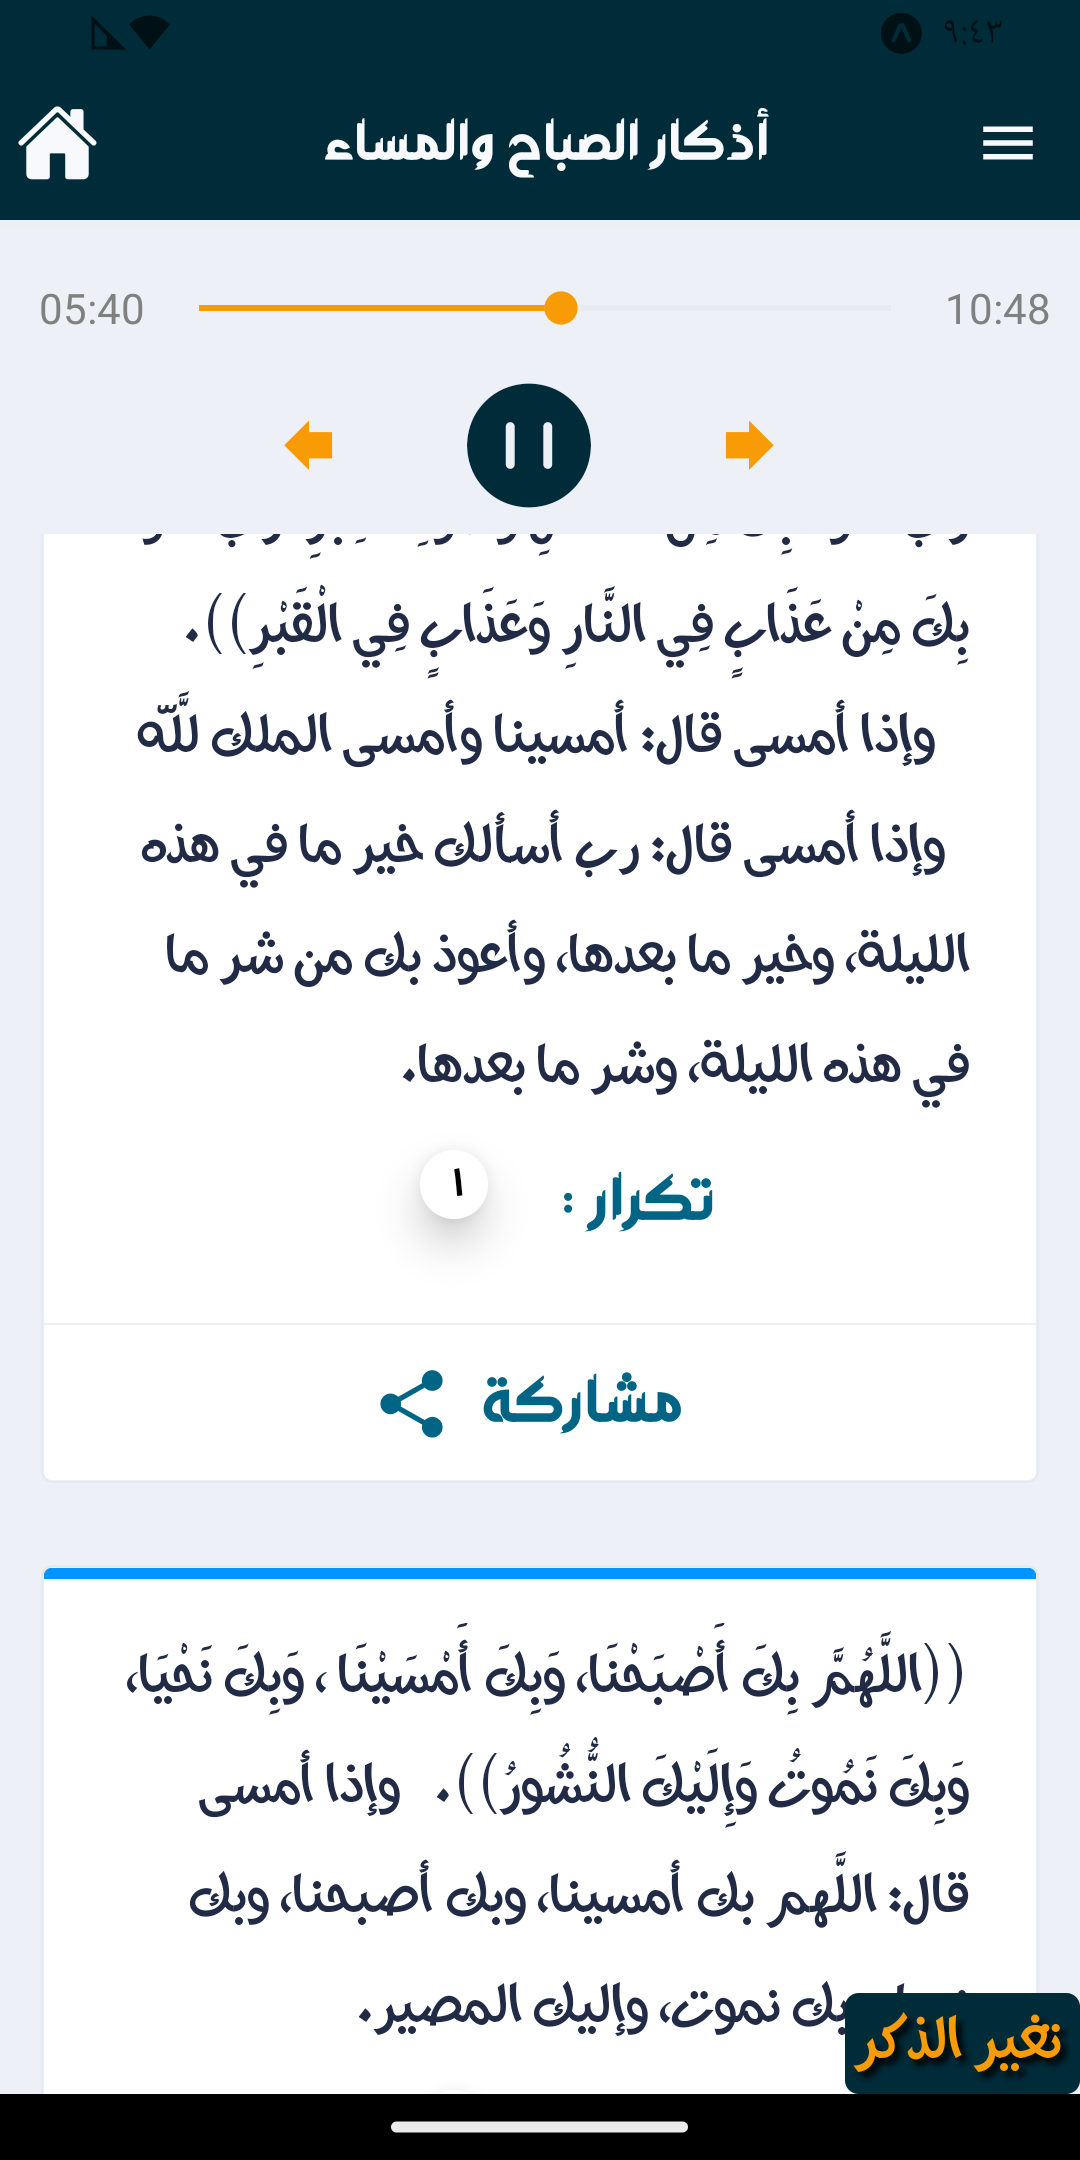 ٩:٤٣
أذكار الصباح والمساء
05:40
10:48
بِكَ مِنْ عَذَابٍ فِي النَّارِ وَعَذَابٍ فِي الْقَبْرِ)).
وإذا أمسى قال: أمسينا وأمسى الملك للَّه
وإذا أمسى قال: رب أسألك خير ما في هذه
الليلة، وخير ما بعدها، وأعوذ بك من شر ما
في هذه الليلة، وشر ما بعدها.
تكرار :
١
مشاركة
((اللَّهُمَّ بِكَ أَصْبَحْنَا، وَبِكَ أَمْسَيْنَا ، وَبِكَ نَحْيَا،
وَبِكَ نَمُوتُ وَإِلَيْكَ النُّشُورُ)). وإذا أمسى
قال: اللَّهم بك أمسينا، وبك أصبحنا، وبك
بك نموت، وإليك المصير.
تغير الذكر